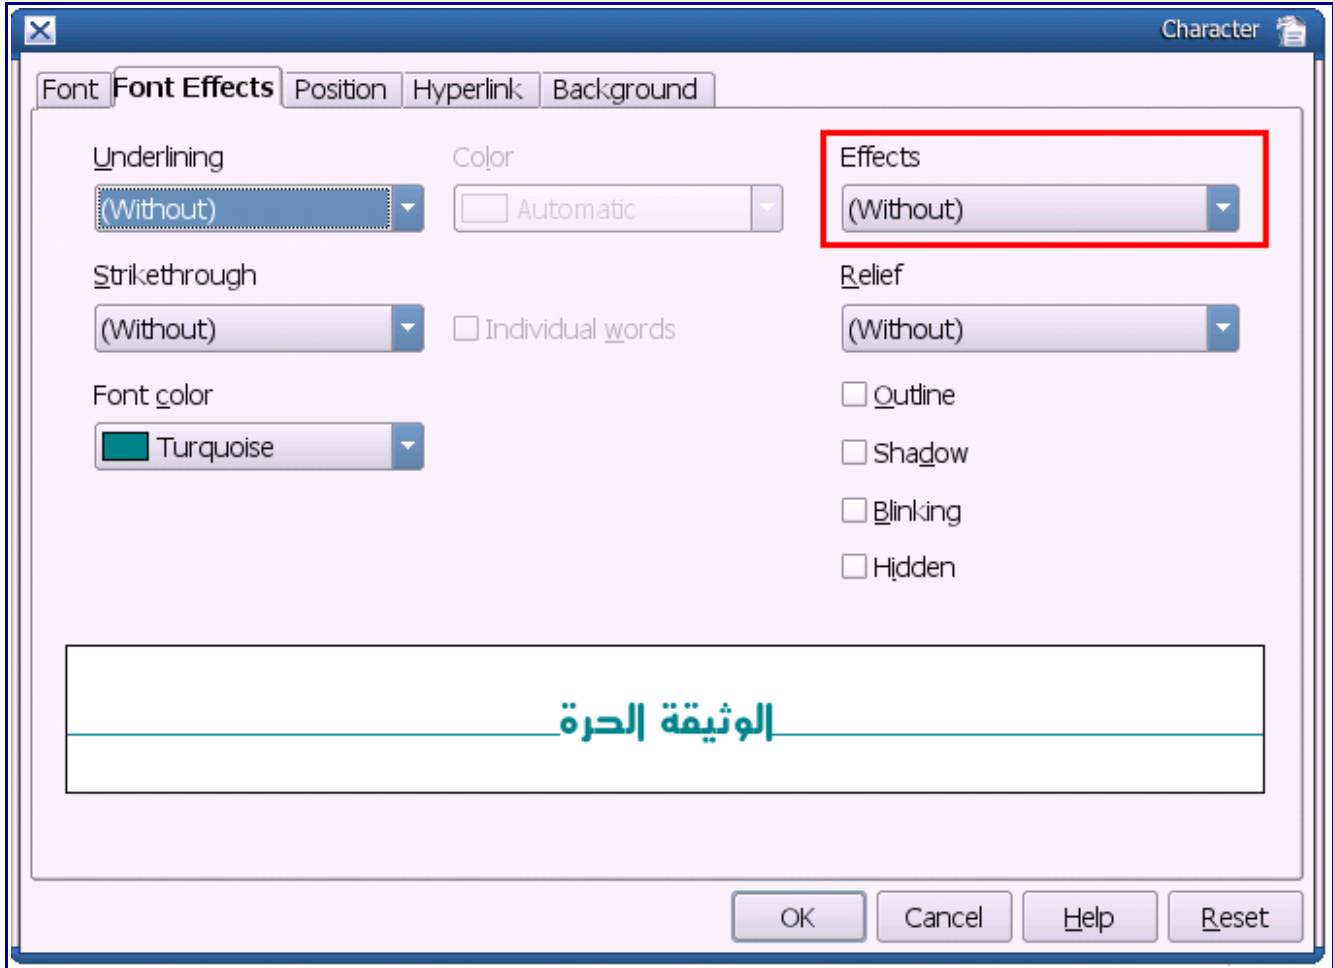 Character
Font Font Effects Position Hyperlink Background
Underlining Color Effects
(Without) Automatic (Without)
Strikethrough Relief
(Without) Individual words (Without)
Font color Outline
Turquoise Shadow
Blinking
Hidden
الوثيقة الحرة
OK Cancel Help Reset